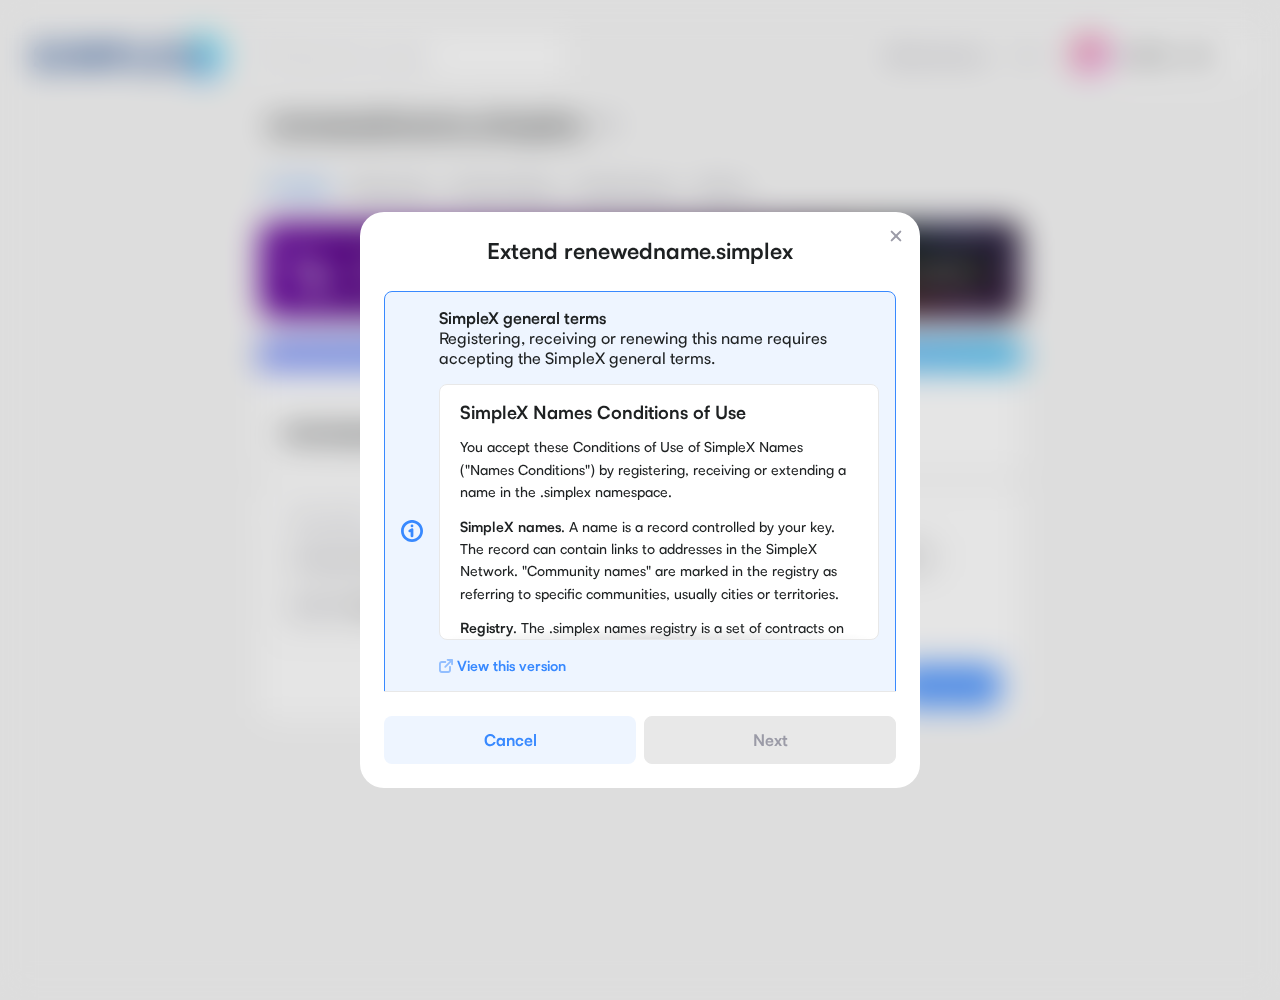 Extend renewedname.simplex
SimpleX general terms
Registering, receiving or renewing this name requires
accepting the SimpleX general terms.
SimpleX Names Conditions of Use
You accept these Conditions of Use of SimpleX Names
("Names Conditions") by registering, receiving or extending a
name in the .simplex namespace.
SimpleX names. A name is a record controlled by your key.
The record can contain links to addresses in the SimpleX
Network. "Community names" are marked in the registry as
referring to specific communities, usually cities or territories.
Registry. The .simplex names registry is a set of contracts on
View this version
Cancel
Next